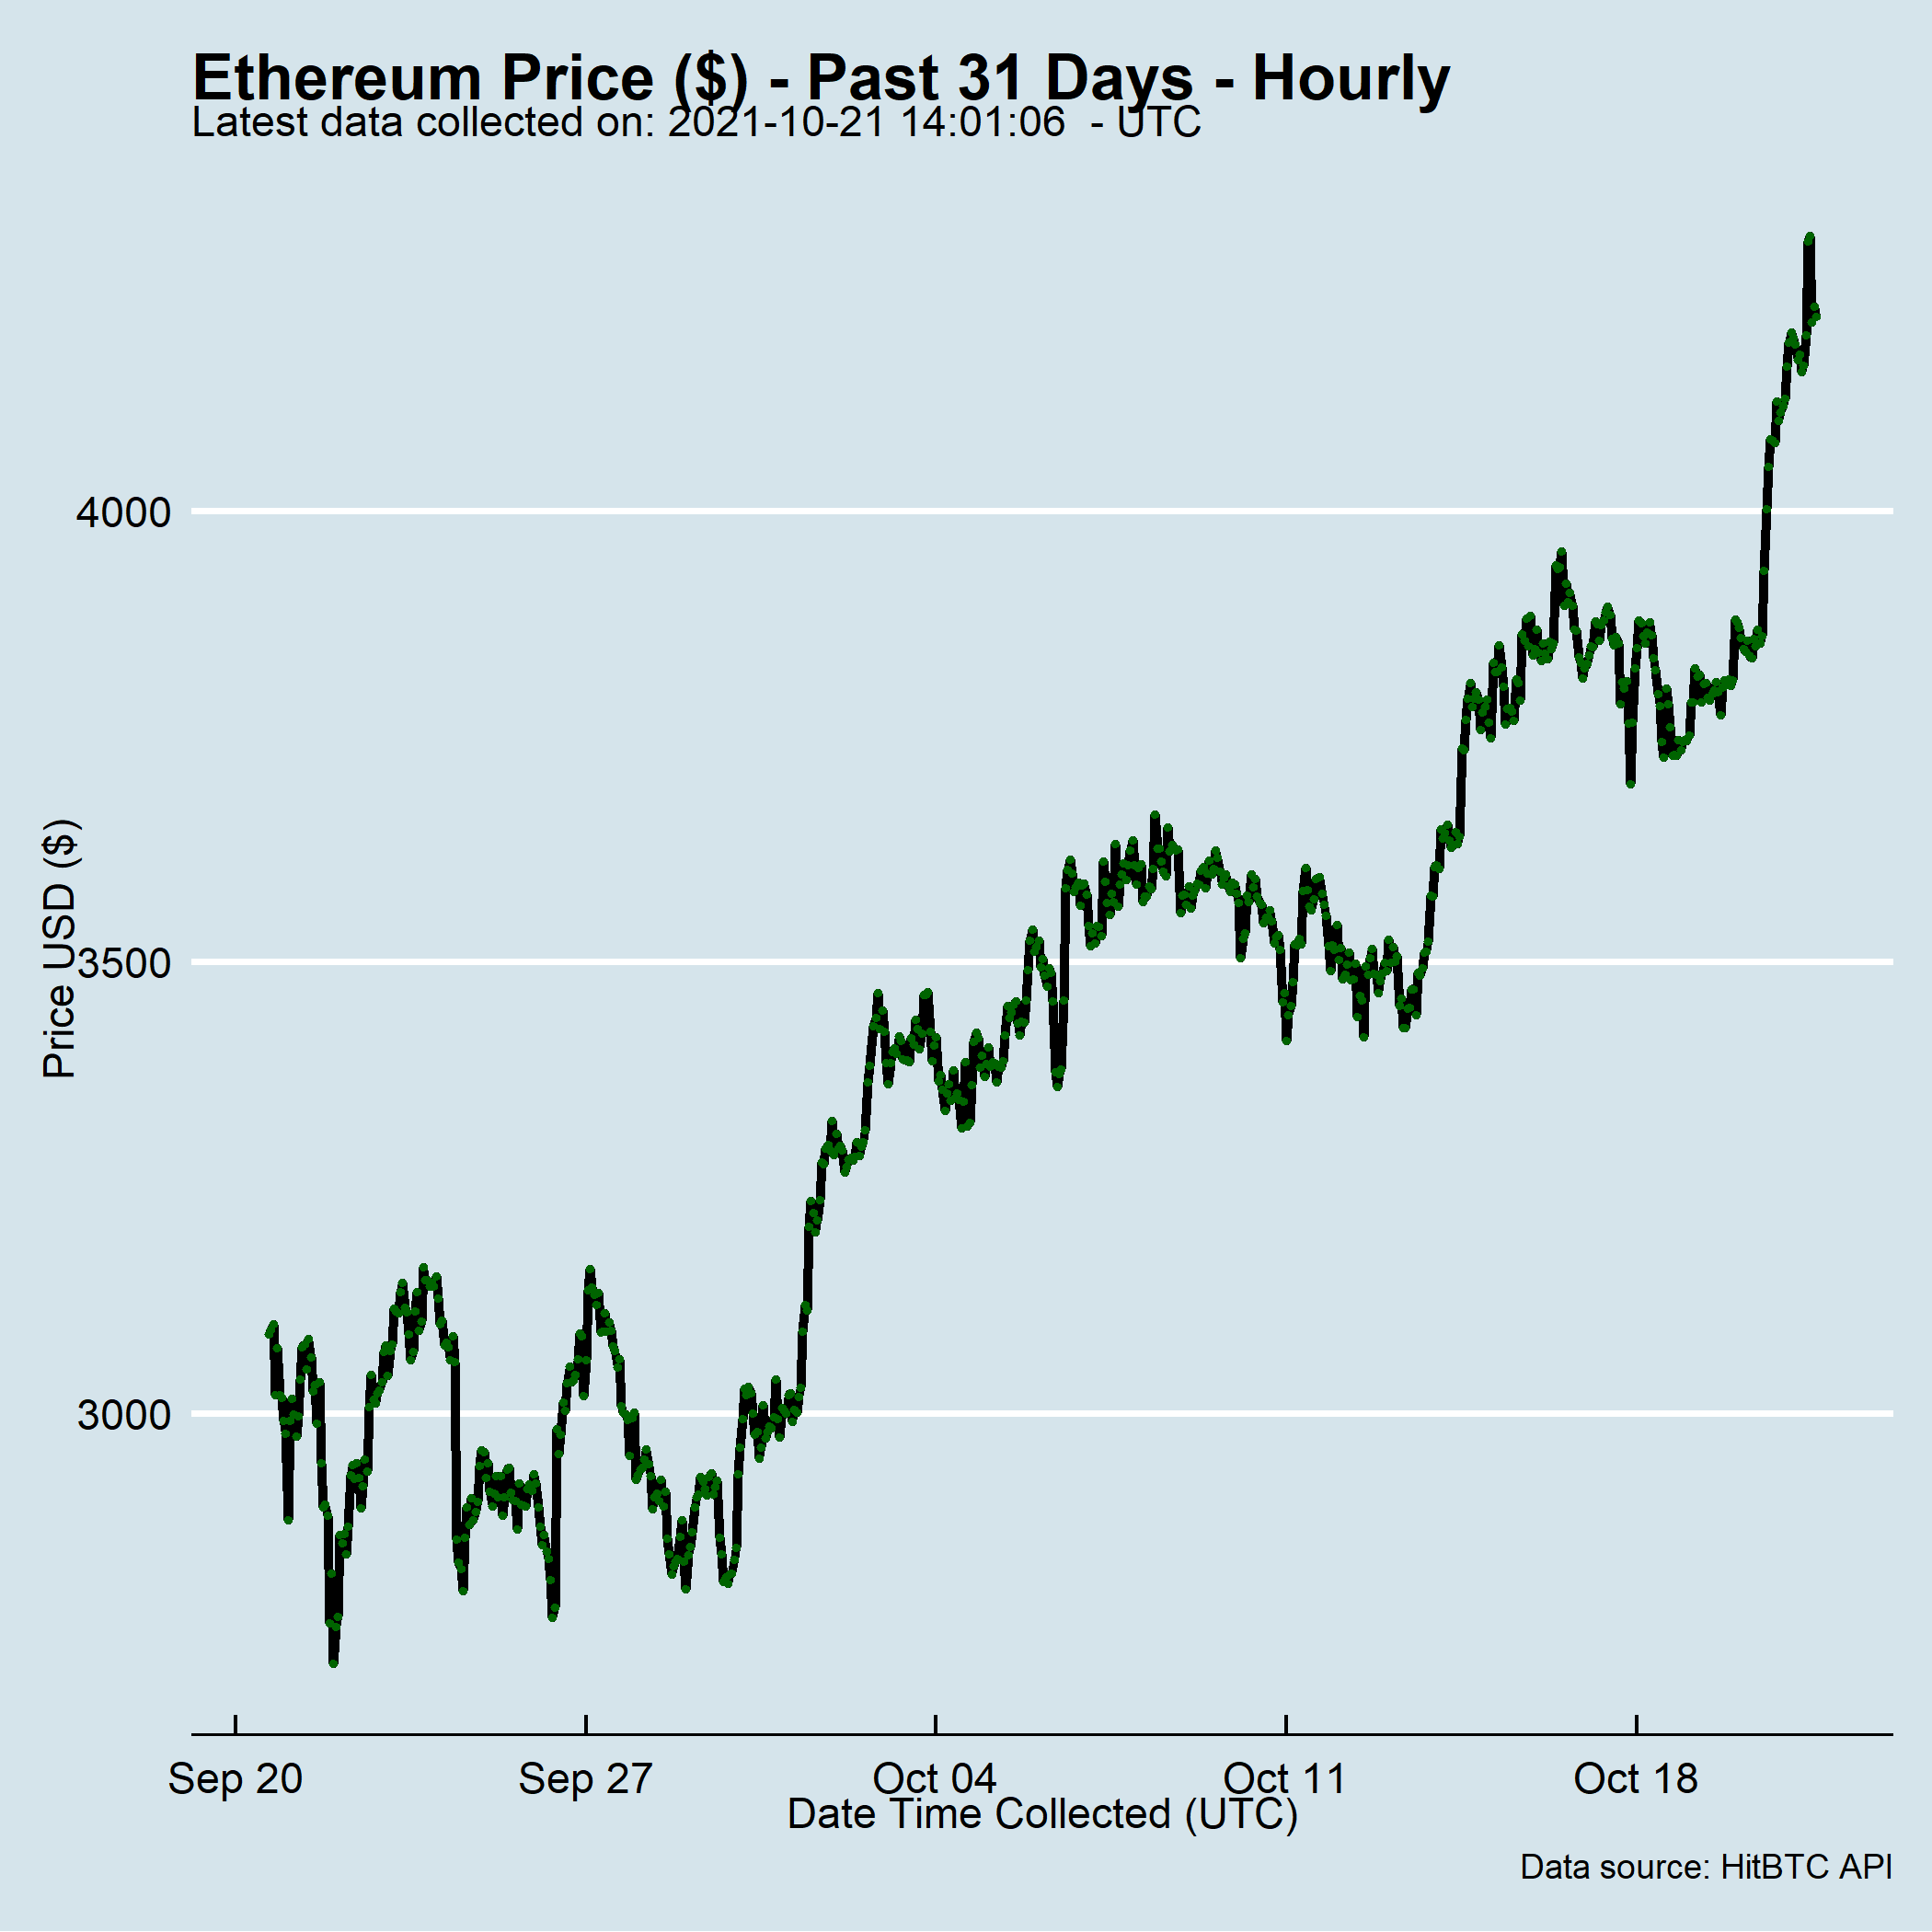 Ethereum Price ($) - Past 31 Days - Hourly
Latest data collected on: 2021-10-21 14:01:06  - UTC
4000
3500
3000
Price USD ($)
Sep 20
Sep 27
Oct 04
Oct 11
Oct 18
Date Time Collected (UTC)
Data source: HitBTC API